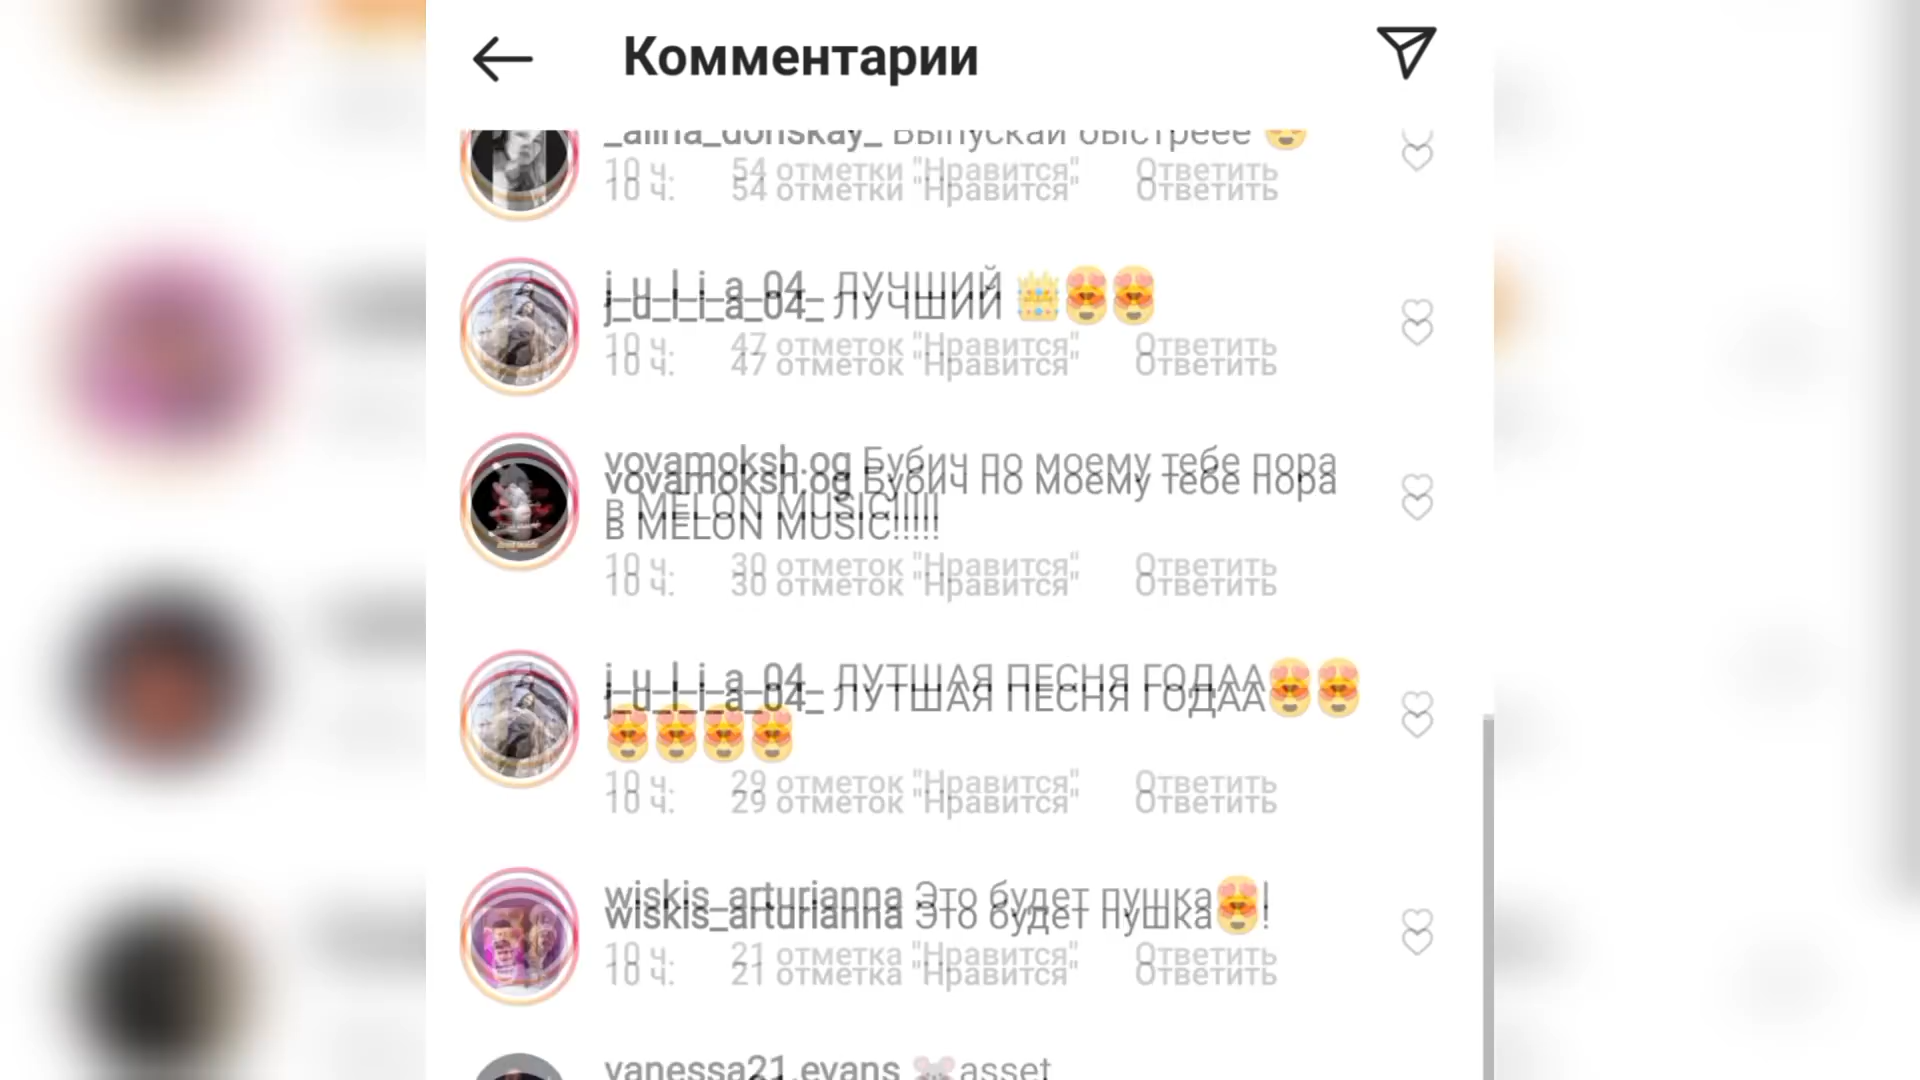 Комментарии
_alina_donskay_ Выпускай быстреее 😍
10 ч. 54 отметки "Нравится" Ответить
j_u_l_i_a_04_ ЛУЧШИЙ 👑😍😍
10 ч. 47 отметок "Нравится" Ответить
vovamoksh.og Бубич по моему тебе пора
в MELON MUSIC!!!!!
10 ч. 30 отметок "Нравится" Ответить
j_u_l_i_a_04_ ЛУТШАЯ ПЕСНЯ ГОДАА😍😍
😍😍😍😍
10 ч. 29 отметок "Нравится" Ответить
wiskis_arturianna Это будет пушка😍!
10 ч. 21 отметка "Нравится" Ответить
vanessa21.evans 🐭asset